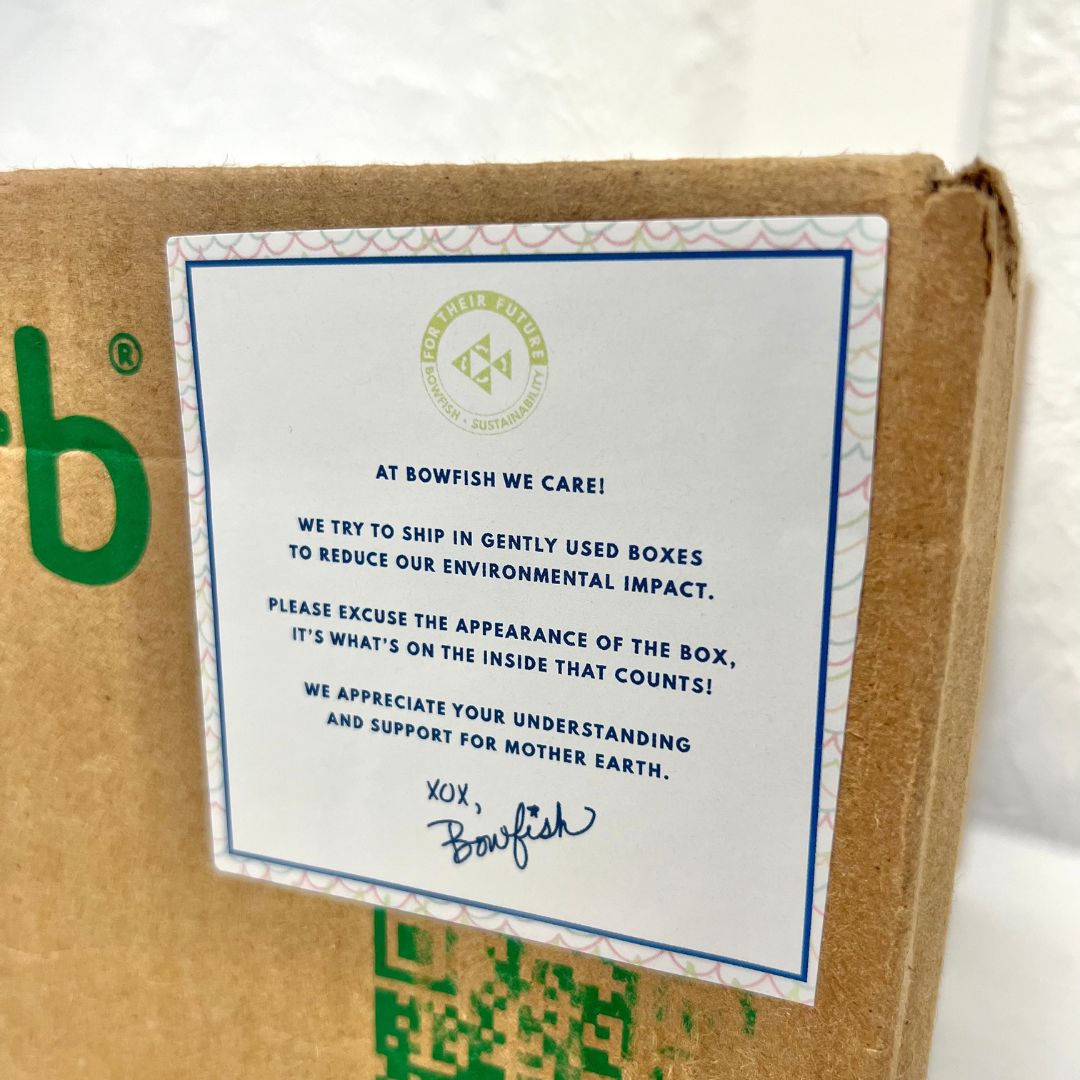 b®
FOR THEIR FUTURE
BOWFISH • SUSTAINABILITY
AT BOWFISH WE CARE!
WE TRY TO SHIP IN GENTLY USED BOXES
TO REDUCE OUR ENVIRONMENTAL IMPACT.
PLEASE EXCUSE THE APPEARANCE OF THE BOX,
IT'S WHAT'S ON THE INSIDE THAT COUNTS!
WE APPRECIATE YOUR UNDERSTANDING
AND SUPPORT FOR MOTHER EARTH.
XOX,
Bowfish